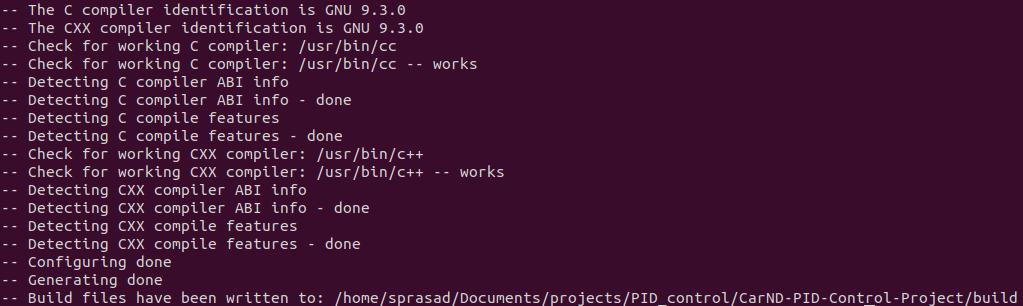 -- The C compiler identification is GNU 9.3.0
-- The CXX compiler identification is GNU 9.3.0
-- Check for working C compiler: /usr/bin/cc
-- Check for working C compiler: /usr/bin/cc -- works
-- Detecting C compiler ABI info
-- Detecting C compiler ABI info - done
-- Detecting C compile features
-- Detecting C compile features - done
-- Check for working CXX compiler: /usr/bin/c++
-- Check for working CXX compiler: /usr/bin/c++ -- works
-- Detecting CXX compiler ABI info
-- Detecting CXX compiler ABI info - done
-- Detecting CXX compile features
-- Detecting CXX compile features - done
-- Configuring done
-- Generating done
-- Build files have been written to: /home/sprasad/Documents/projects/PID_control/CarND-PID-Control-Project/build